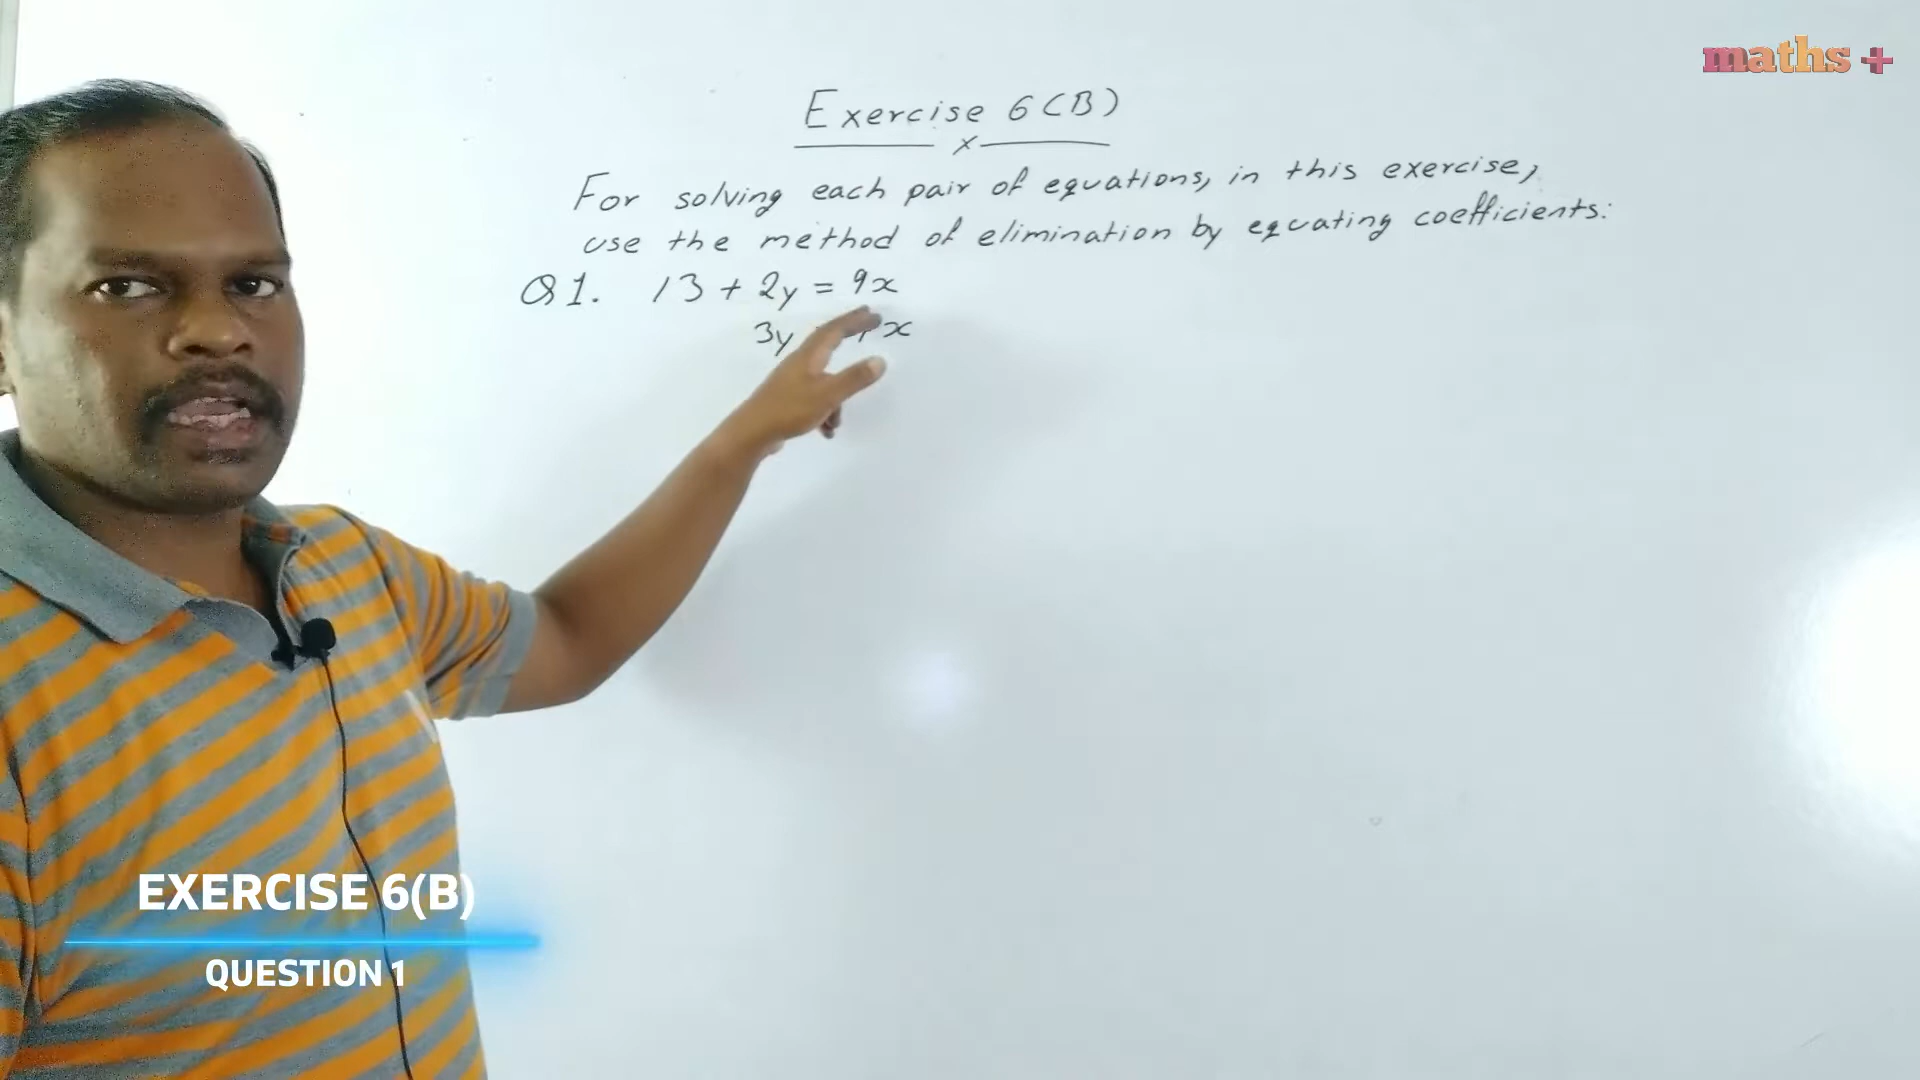 maths +
Exercise 6(B)
x
For solving each pair of equations, in this exercise,
use the method of elimination by equating coefficients:
Q1. 13 + 2y = 9x
3y x
EXERCISE 6(B)
QUESTION 1